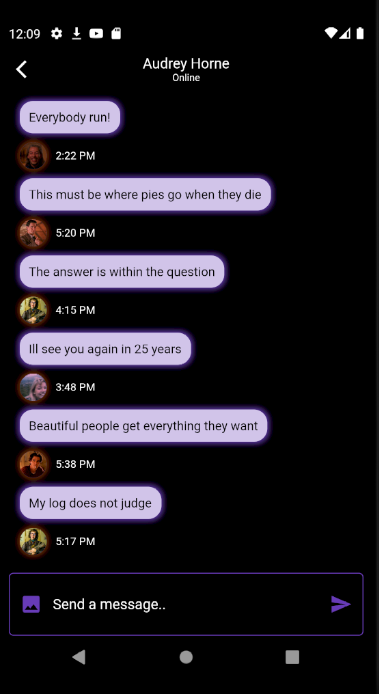 12:09
Audrey Horne
Online
Everybody run!
2:22 PM
This must be where pies go when they die
5:20 PM
The answer is within the question
4:15 PM
Ill see you again in 25 years
3:48 PM
Beautiful people get everything they want
5:38 PM
My log does not judge
5:17 PM
Send a message..